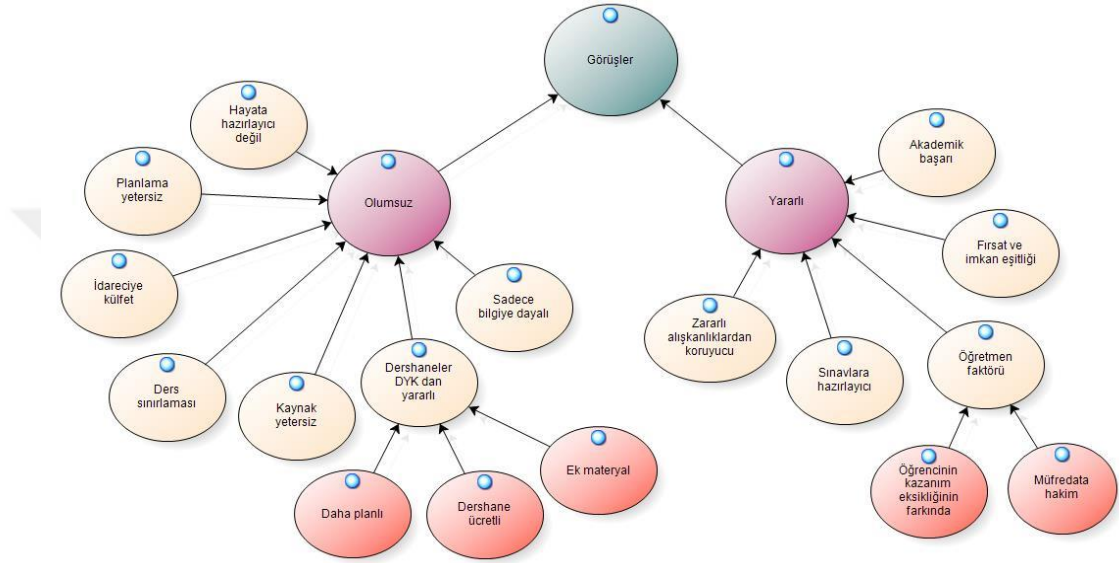 Görüşler
Hayata
hazırlayıcı
değil
Akademik
başarı
Planlama
yetersiz
Olumsuz
Yararlı
Fırsat ve
imkan eşitliği
İdareciye
külfet
Sadece
bilgiye dayalı
Zararlı
alışkanlıklardan
koruyucu
Ders
sınırlaması
Kaynak
yetersiz
Dershaneler
DYK dan
yararlı
Sınavlara
hazırlayıcı
Öğretmen
faktörü
Daha planlı
Dershane
ücretli
Ek materyal
Öğrencinin
kazanım
eksikliğinin
farkında
Müfredata
hakim